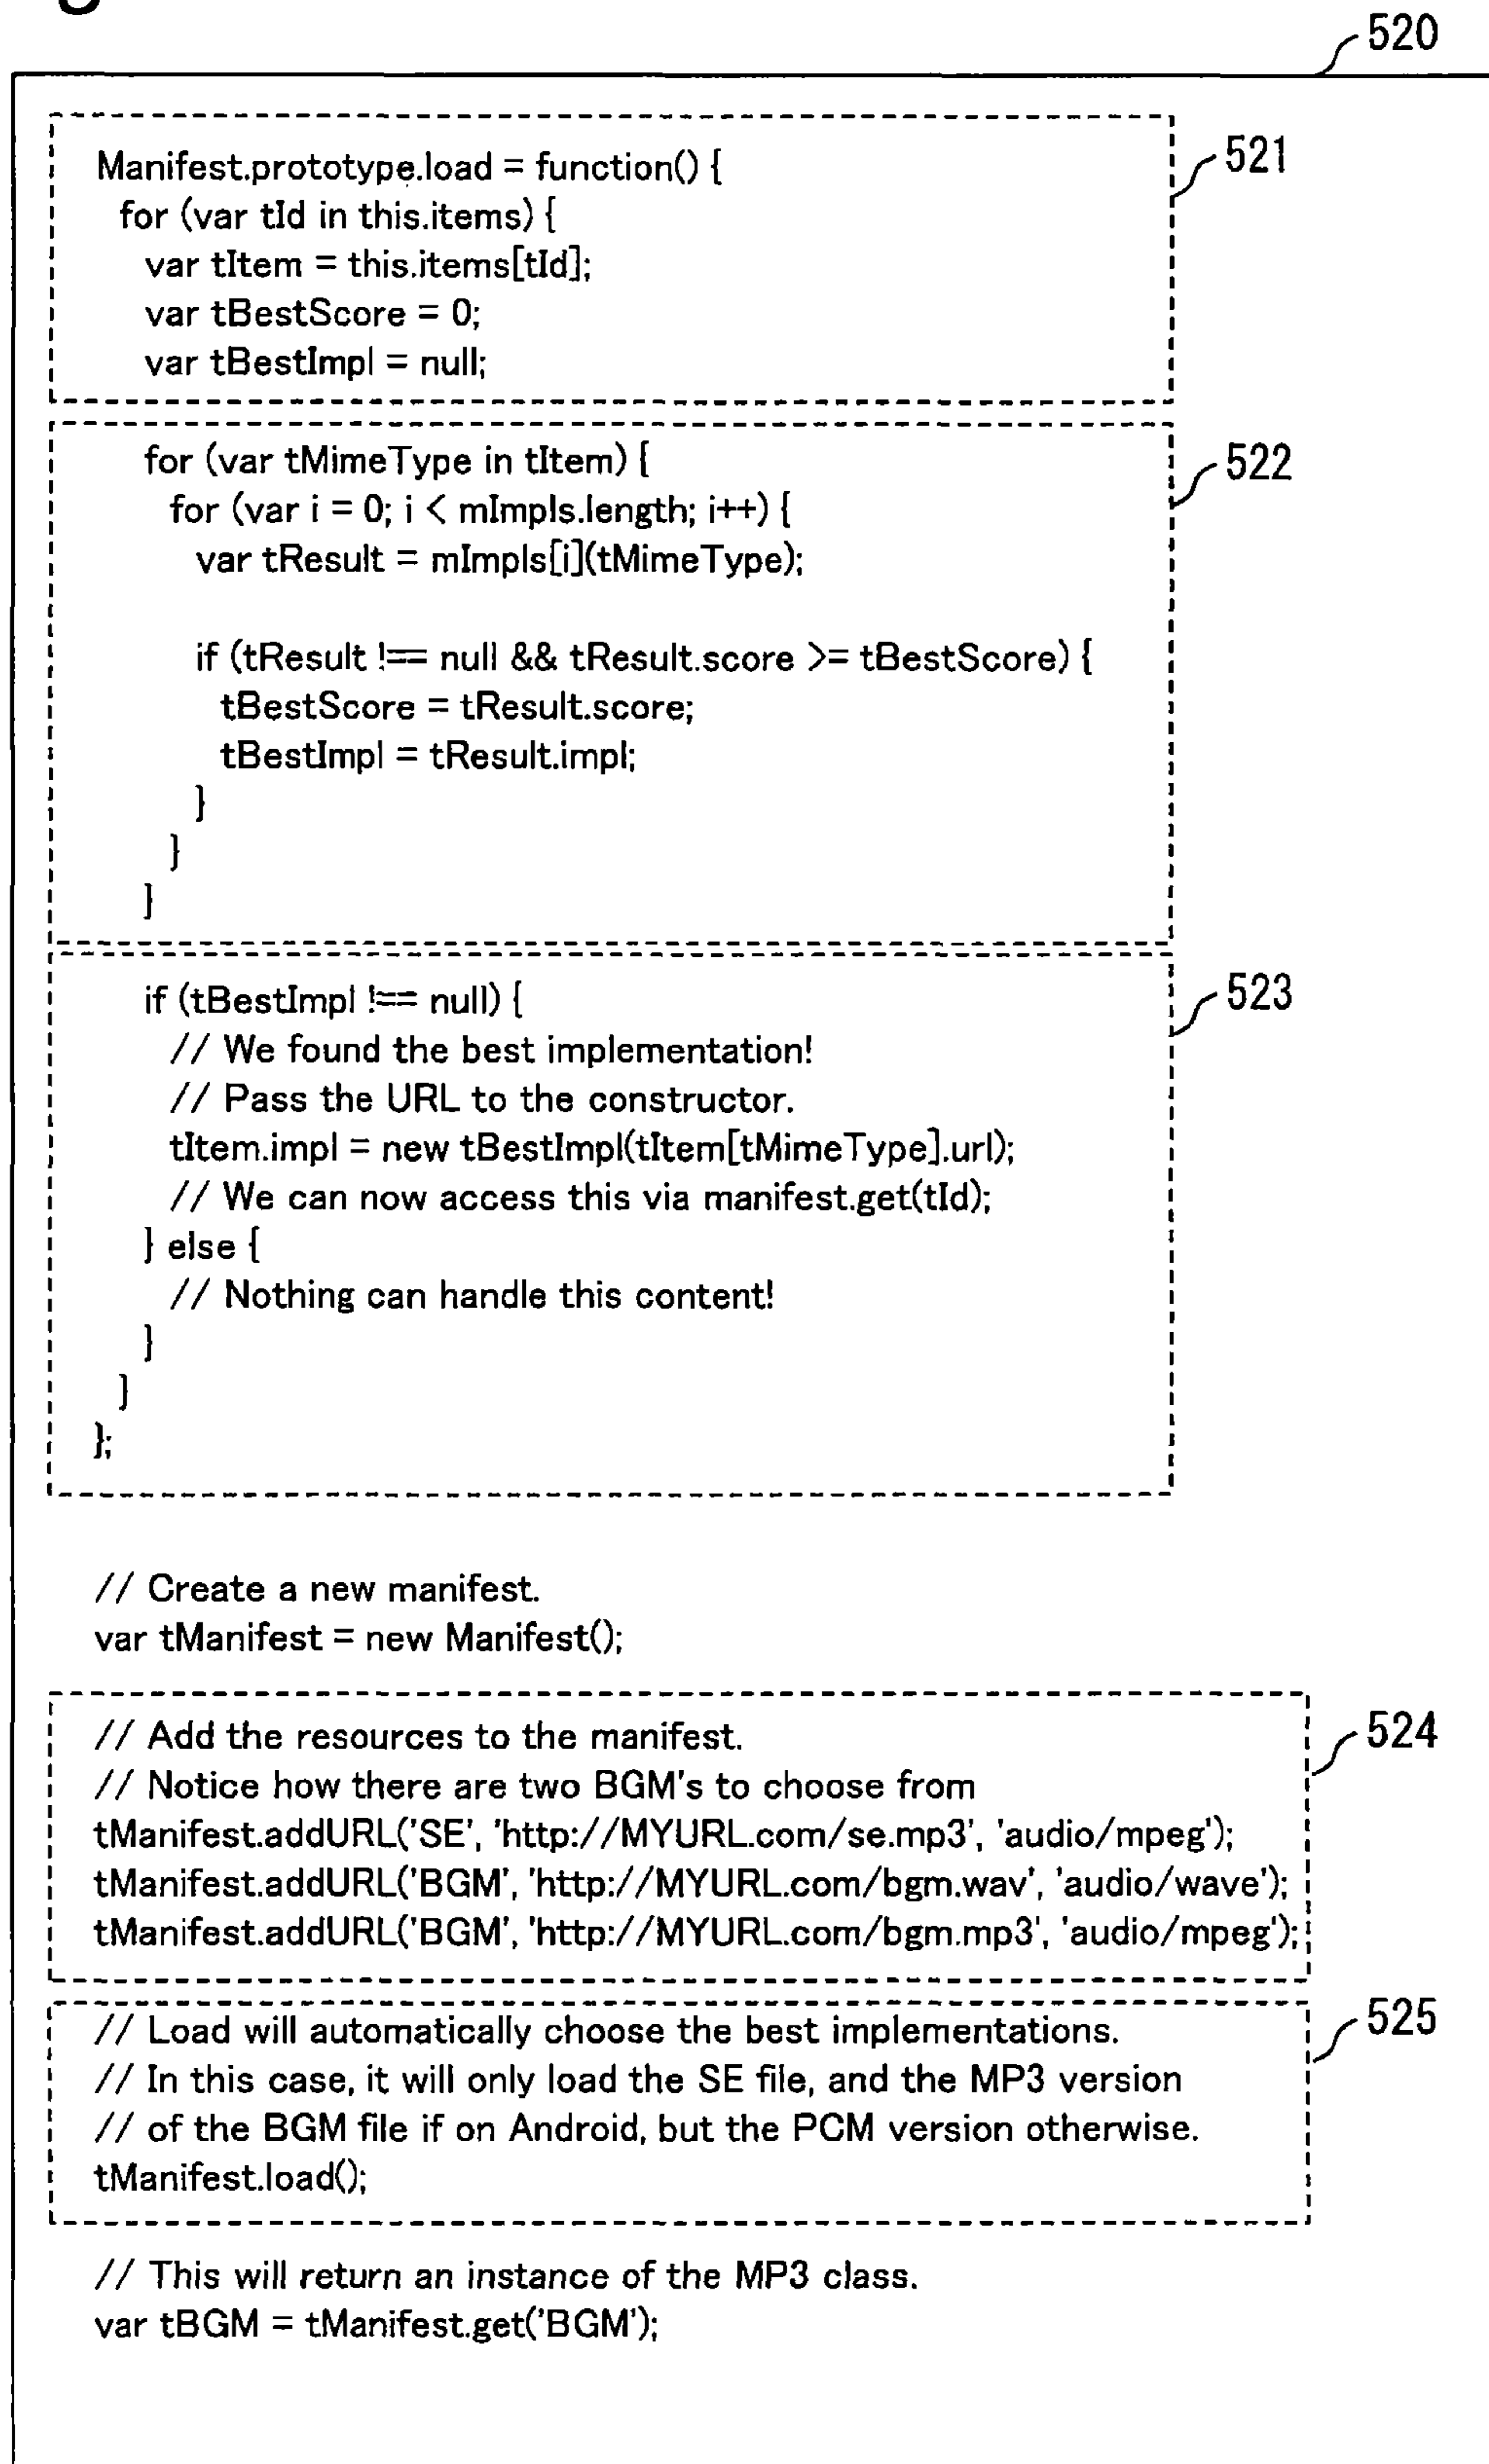 g
520
521
Manifest.prototype.load = function() {
for (var tId in this.items) {
var tItem = this.items[tId];
var tBestScore = 0;
var tBestImpl = null;
522
for (var tMimeType in tItem) {
for (var i = 0; i < mImpls.length; i++) {
var tResult = mImpls[i](tMimeType);
if (tResult !== null && tResult.score >= tBestScore) {
tBestScore = tResult.score;
tBestImpl = tResult.impl;
}
}
}
523
if (tBestImpl !== null) {
// We found the best implementation!
// Pass the URL to the constructor.
tItem.impl = new tBestImpl(tItem[tMimeType].url);
// We can now access this via manifest.get(tId);
} else {
// Nothing can handle this content!
}
}
};
// Create a new manifest.
var tManifest = new Manifest();
524
// Add the resources to the manifest.
// Notice how there are two BGM's to choose from
tManifest.addURL('SE', 'http://MYURL.com/se.mp3', 'audio/mpeg');
tManifest.addURL('BGM', 'http://MYURL.com/bgm.wav', 'audio/wave');
tManifest.addURL('BGM', 'http://MYURL.com/bgm.mp3', 'audio/mpeg');
525
// Load will automatically choose the best implementations.
// In this case, it will only load the SE file, and the MP3 version
// of the BGM file if on Android, but the PCM version otherwise.
tManifest.load();
// This will return an instance of the MP3 class.
var tBGM = tManifest.get('BGM');